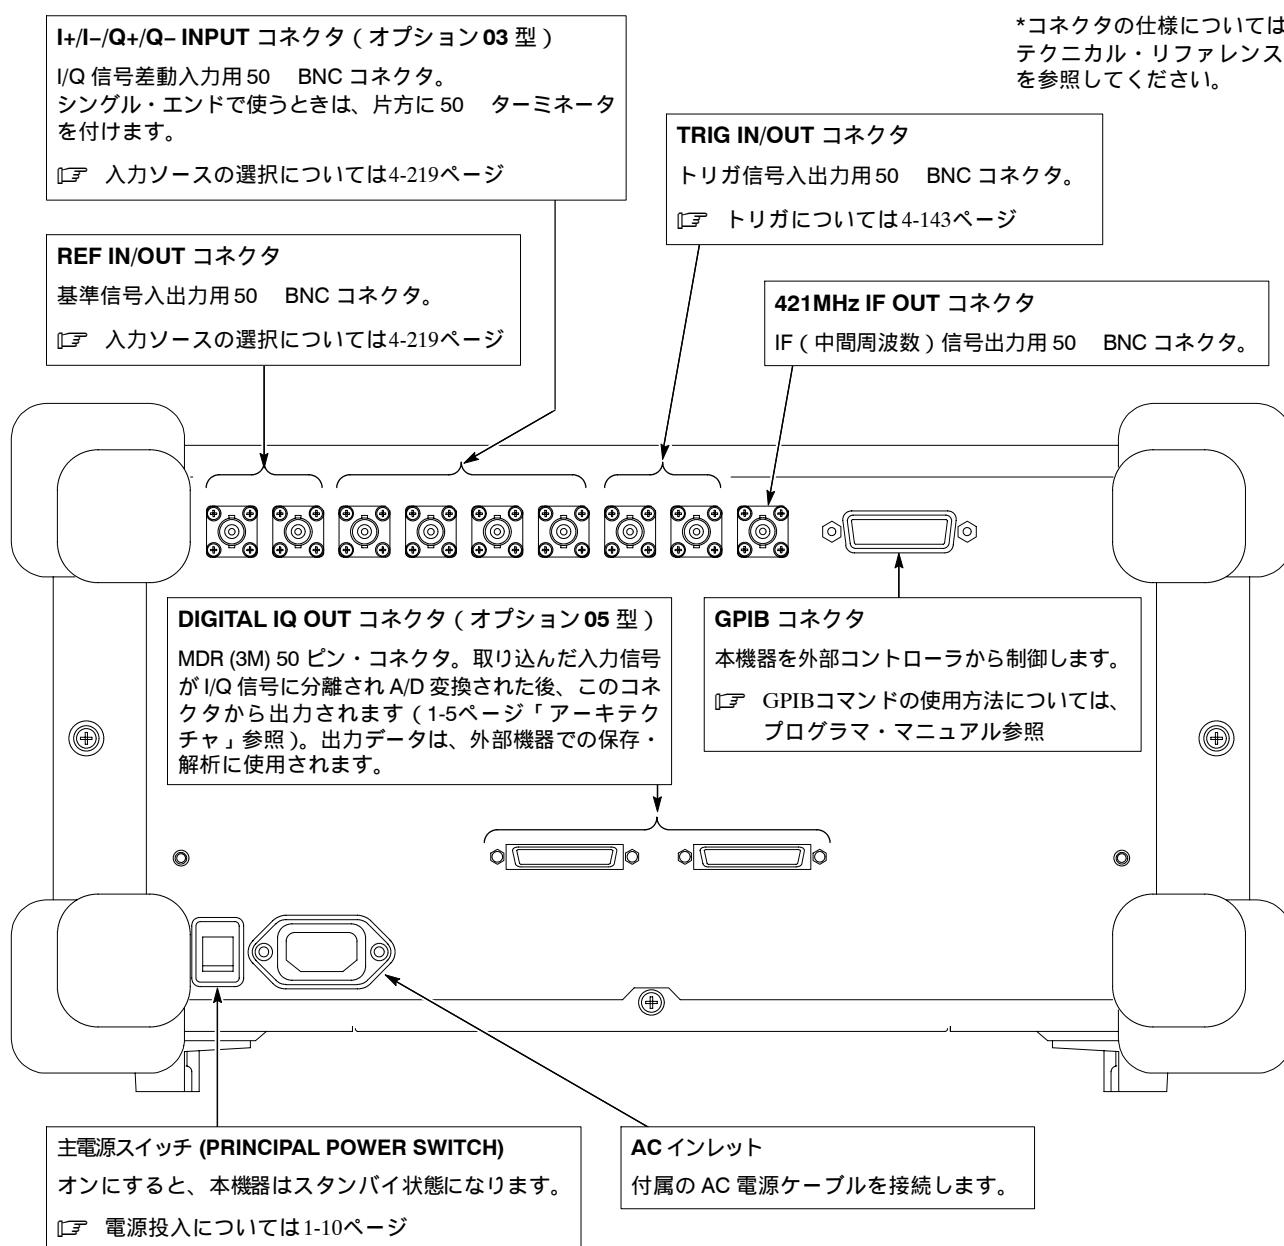 I+/I–/Q+/Q– INPUT コネクタ（オプション 03 型）
I/Q 信号差動入力用 50　BNC コネクタ。
シングル・エンドで使うときは、片方に 50　ターミネータ
を付けます。
☞ 入力ソースの選択については4-219ページ
*コネクタの仕様については
テクニカル・リファレンス
を参照してください。
TRIG IN/OUT コネクタ
トリガ信号入出力用 50　BNC コネクタ。
☞ トリガについては4-143ページ
REF IN/OUT コネクタ
基準信号入出力用 50　BNC コネクタ。
☞ 入力ソースの選択については4-219ページ
421MHz IF OUT コネクタ
IF（中間周波数）信号出力用 50　BNC コネクタ。
DIGITAL IQ OUT コネクタ（オプション 05 型）
MDR (3M) 50 ピン・コネクタ。取り込んだ入力信号
が I/Q 信号に分離され A/D 変換された後、このコネ
クタから出力されます（1-5ページ「アーキテク
チャ」参照）。出力データは、外部機器での保存・
解析に使用されます。
GPIB コネクタ
本機器を外部コントローラから制御します。
☞ GPIBコマンドの使用方法については、
プログラマ・マニュアル参照
主電源スイッチ (PRINCIPAL POWER SWITCH)
オンにすると、本機器はスタンバイ状態になります。
☞ 電源投入については1-10ページ
AC インレット
付属の AC 電源ケーブルを接続します。